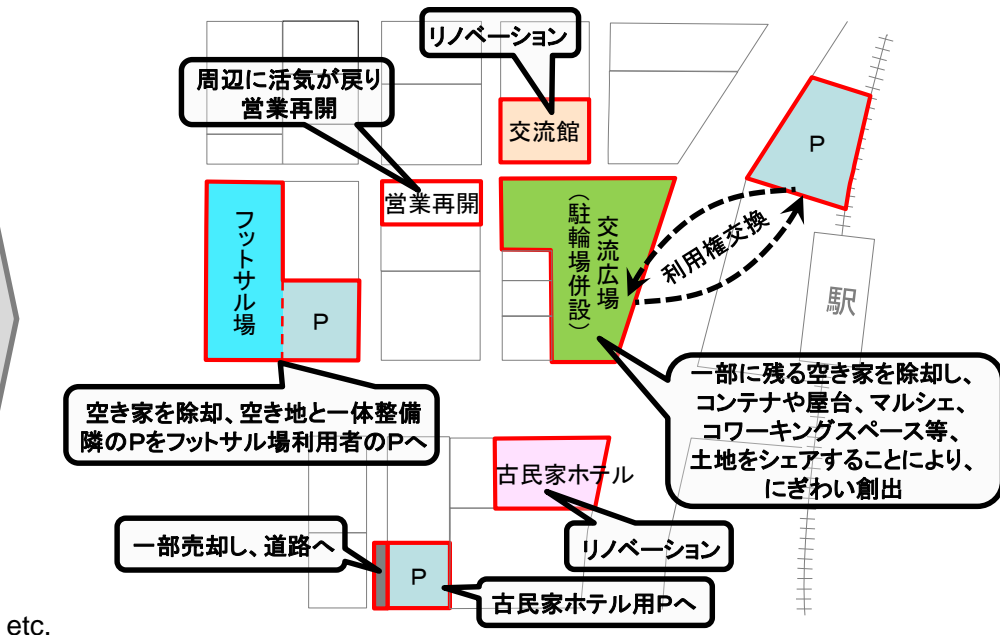 リノベーション
周辺に活気が戻り
営業再開
交流館
P
営業再開
フットサル場
P
交流広場
（駐輪場併設）
利用権交換
駅
空き家を除却、空き地と一体整備
隣のPをフットサル場利用者のPへ
一部に残る空き家を除却し、
コンテナや屋台、マルシェ、
コワーキングスペース等、
土地をシェアすることにより、
にぎわい創出
古民家ホテル
一部売却し、道路へ
リノベーション
P
古民家ホテル用Pへ
etc.